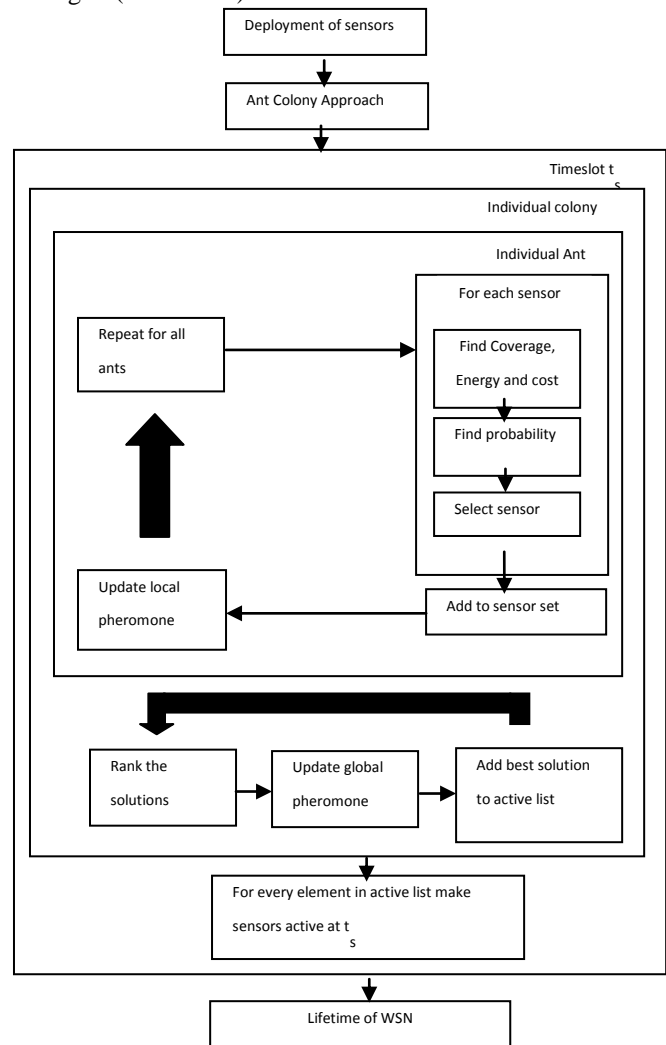 Deployment of sensors
Ant Colony Approach
Timeslot t
s
Individual colony
Individual Ant
For each sensor
Repeat for all
ants
Find Coverage,
Energy and cost
Find probability
Select sensor
Update local
pheromone
Add to sensor set
Rank the
solutions
Update global
pheromone
Add best solution
to active list
For every element in active list make
sensors active at t
s
Lifetime of WSN